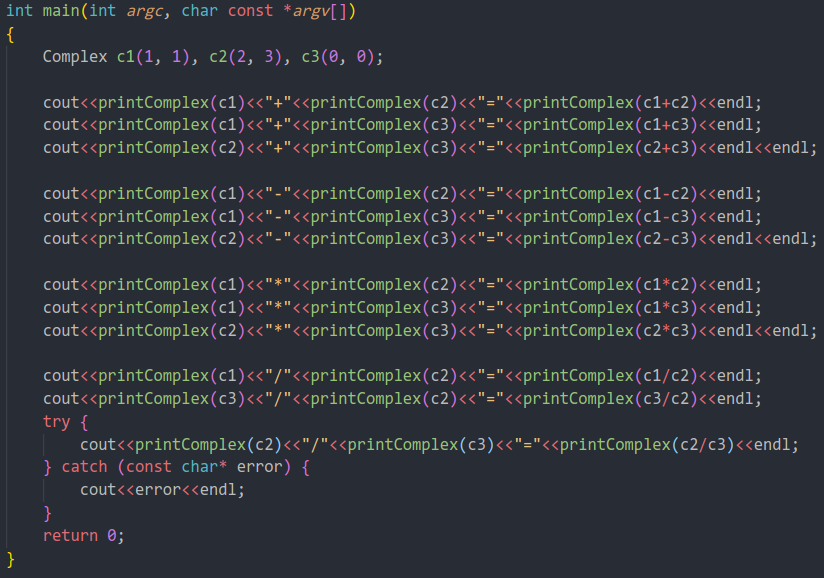 int main(int argc, char const *argv[])
{
    Complex c1(1, 1), c2(2, 3), c3(0, 0);

    cout<<printComplex(c1)<<"+"<<printComplex(c2)<<"="<<printComplex(c1+c2)<<endl;
    cout<<printComplex(c1)<<"+"<<printComplex(c3)<<"="<<printComplex(c1+c3)<<endl;
    cout<<printComplex(c2)<<"+"<<printComplex(c3)<<"="<<printComplex(c2+c3)<<endl<<endl;

    cout<<printComplex(c1)<<"-"<<printComplex(c2)<<"="<<printComplex(c1-c2)<<endl;
    cout<<printComplex(c1)<<"-"<<printComplex(c3)<<"="<<printComplex(c1-c3)<<endl;
    cout<<printComplex(c2)<<"-"<<printComplex(c3)<<"="<<printComplex(c2-c3)<<endl<<endl;

    cout<<printComplex(c1)<<"*"<<printComplex(c2)<<"="<<printComplex(c1*c2)<<endl;
    cout<<printComplex(c1)<<"*"<<printComplex(c3)<<"="<<printComplex(c1*c3)<<endl;
    cout<<printComplex(c2)<<"*"<<printComplex(c3)<<"="<<printComplex(c2*c3)<<endl<<endl;

    cout<<printComplex(c1)<<"/"<<printComplex(c2)<<"="<<printComplex(c1/c2)<<endl;
    cout<<printComplex(c3)<<"/"<<printComplex(c2)<<"="<<printComplex(c3/c2)<<endl;
    try {
        cout<<printComplex(c2)<<"/"<<printComplex(c3)<<"="<<printComplex(c2/c3)<<endl;
    } catch (const char* error) {
        cout<<error<<endl;
    }
    return 0;
}